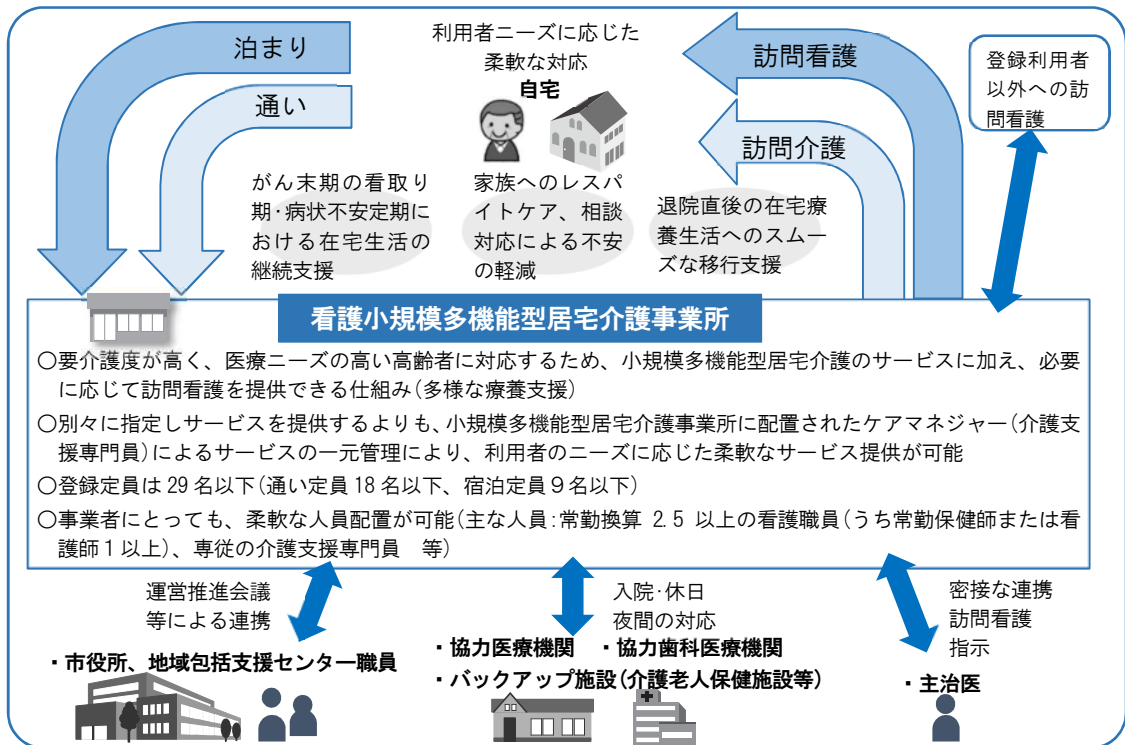 泊まり
通い
利用者ニーズに応じた
柔軟な対応
自宅
訪問看護
訪問介護
登録利用者
以外への訪
問看護
がん末期の看取り
期・病状不安定期に
おける在宅生活の
継続支援
家族へのレスパ
イトケア、相談
対応による不安
の軽減
退院直後の在宅療
養生活へのスムー
ズな移行支援
看護小規模多機能型居宅介護事業所
○要介護度が高く、医療ニーズの高い高齢者に対応するため、小規模多機能型居宅介護のサービスに加え、必要
に応じて訪問看護を提供できる仕組み(多様な療養支援)
○別々に指定しサービスを提供するよりも、小規模多機能型居宅介護事業所に配置されたケアマネジャー(介護支
援専門員)によるサービスの一元管理により、利用者のニーズに応じた柔軟なサービス提供が可能
○登録定員は 29 名以下(通い定員 18 名以下、宿泊定員９名以下)
○事業者にとっても、柔軟な人員配置が可能(主な人員:常勤換算 2.5 以上の看護職員(うち常勤保健師または看
護師１以上)、専従の介護支援専門員　等)
運営推進会議
等による連携
・市役所、地域包括支援センター職員
入院・休日
夜間の対応
・協力医療機関　・協力歯科医療機関
・バックアップ施設(介護老人保健施設等)
密接な連携
訪問看護
指示
・主治医